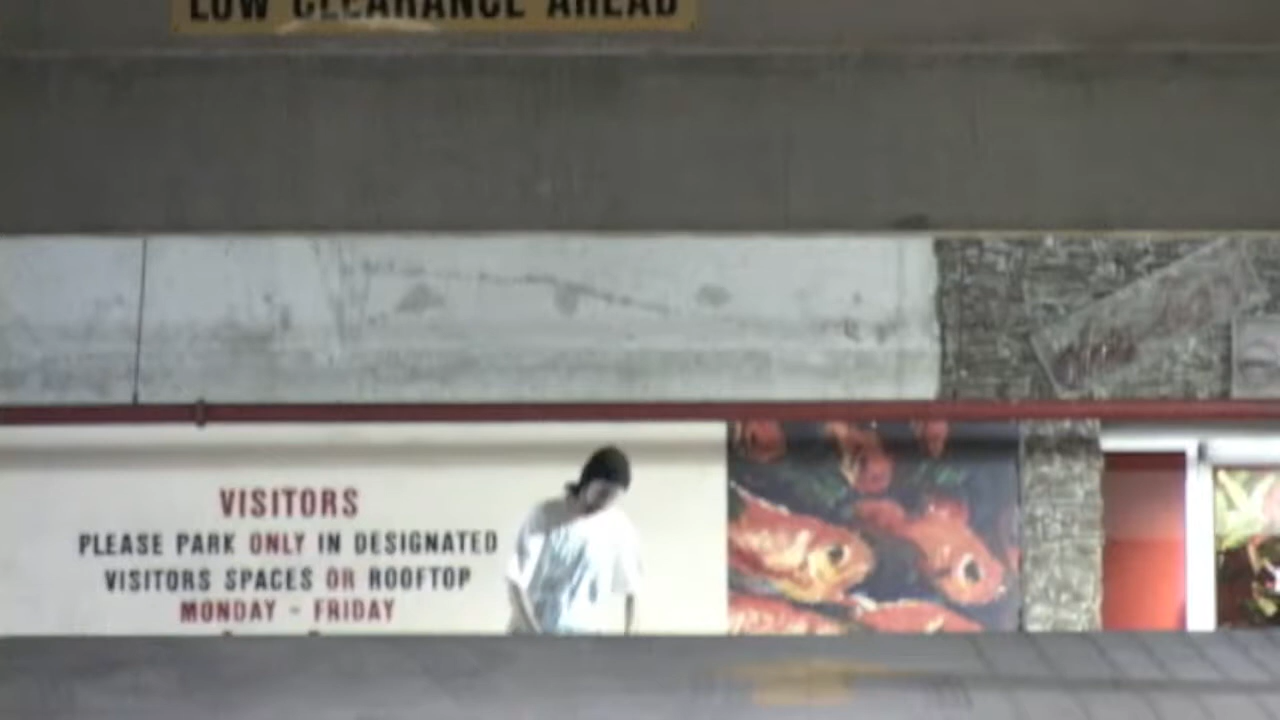 LOW CLEARANCE AHEAD
VISITORS
PLEASE PARK ONLY IN DESIGNATED
VISITORS SPACES OR ROOFTOP
MONDAY - FRIDAY